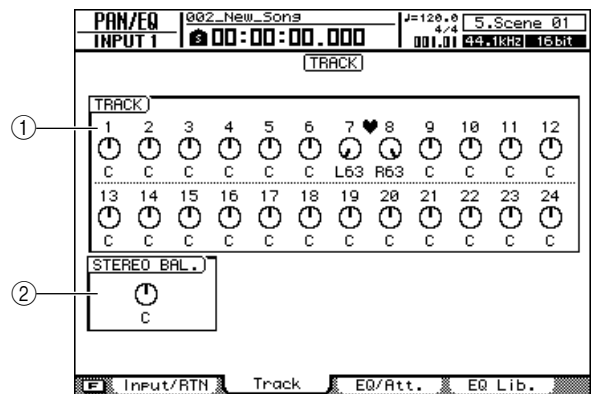 PAN/EQ
INPUT 1
002_New_Song
S 00:00:00.000
♩=120.0
4/4
001.01
5.Scene 01
44.1kHz 16bit
TRACK
TRACK
1
1 2 3 4 5 6 7 ♥ 8 9 10 11 12
C C C C C C L63 R63 C C C C
13 14 15 16 17 18 19 20 21 22 23 24
C C C C C C C C C C C C
STEREO BAL.
2
C
F Input/RTN Track EQ/Att. EQ Lib.